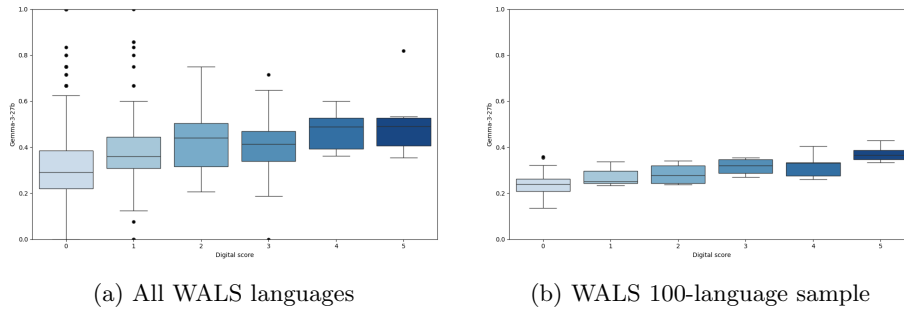 1.0
0.8
0.6
0.4
0.2
0.0
Gemma-3-27b
0 1 2 3 4 5
Digital score
(a) All WALS languages
1.0
0.8
0.6
0.4
0.2
0.0
Gemma-3-27b
0 1 2 3 4 5
Digital score
(b) WALS 100-language sample